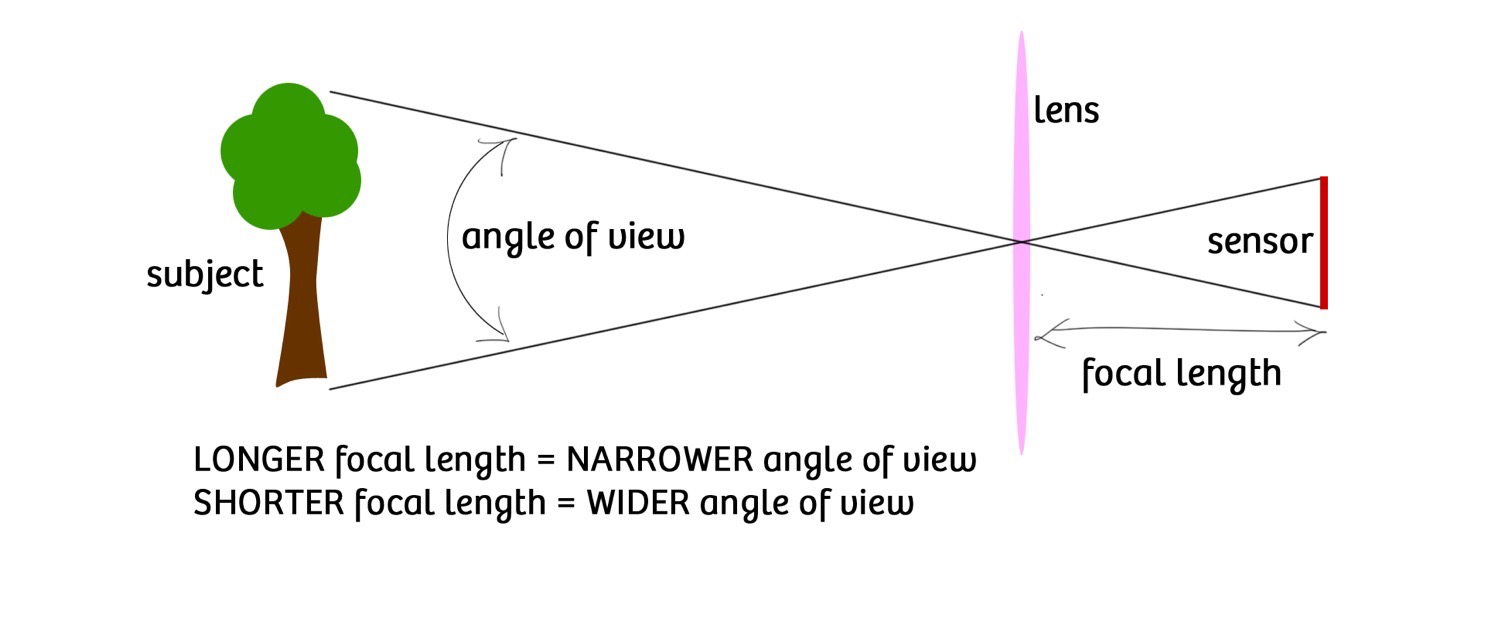 lens
angle of view
sensor
subject
focal length
LONGER focal length = NARROWER angle of view
SHORTER focal length = WIDER angle of view